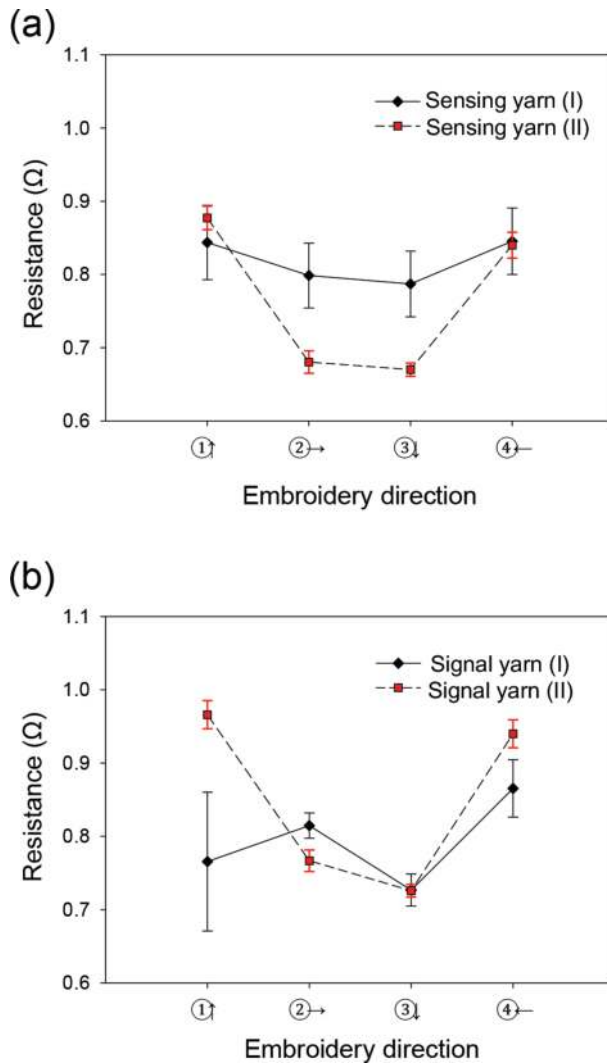 (a)
1.1
1.0
0.9
0.8
0.7
0.6
Resistance (Ω)
Sensing yarn (I)
Sensing yarn (II)
①↑ ②→ ③↓ ④←
Embroidery direction
(b)
1.1
1.0
0.9
0.8
0.7
0.6
Resistance (Ω)
Signal yarn (I)
Signal yarn (II)
①↑ ②→ ③↓ ④←
Embroidery direction